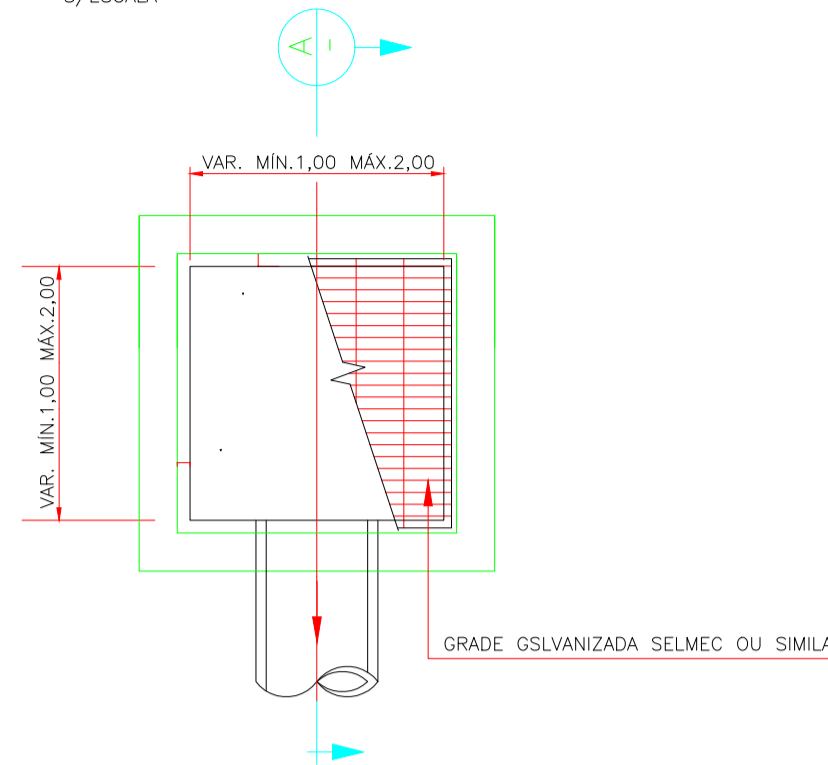 S/ESCALA
A
-
VAR. MÍN.1,00 MÁX.2,00
VAR. MÍN.1,00 MÁX.2,00
GRADE GSLVANIZADA SELMEC OU SIMILA